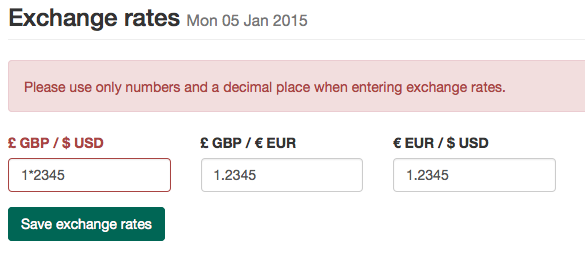 Exchange rates Mon 05 Jan 2015
Please use only numbers and a decimal place when entering exchange rates.
£ GBP / $ USD £ GBP / € EUR € EUR / $ USD
1*2345 1.2345 1.2345
Save exchange rates